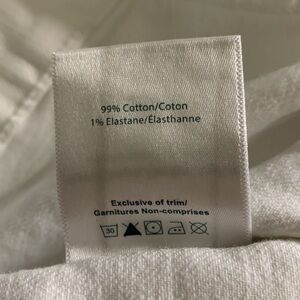 99% Cotton/Coton
1% Elastane/Élasthanne
Exclusive of trim/
Garnitures Non-comprises
30